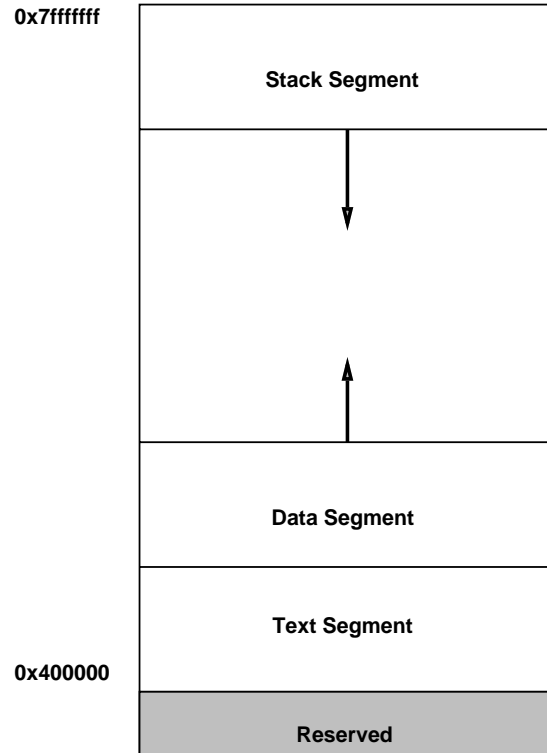 0x7fffffff
Stack Segment
Data Segment
Text Segment
0x400000
Reserved